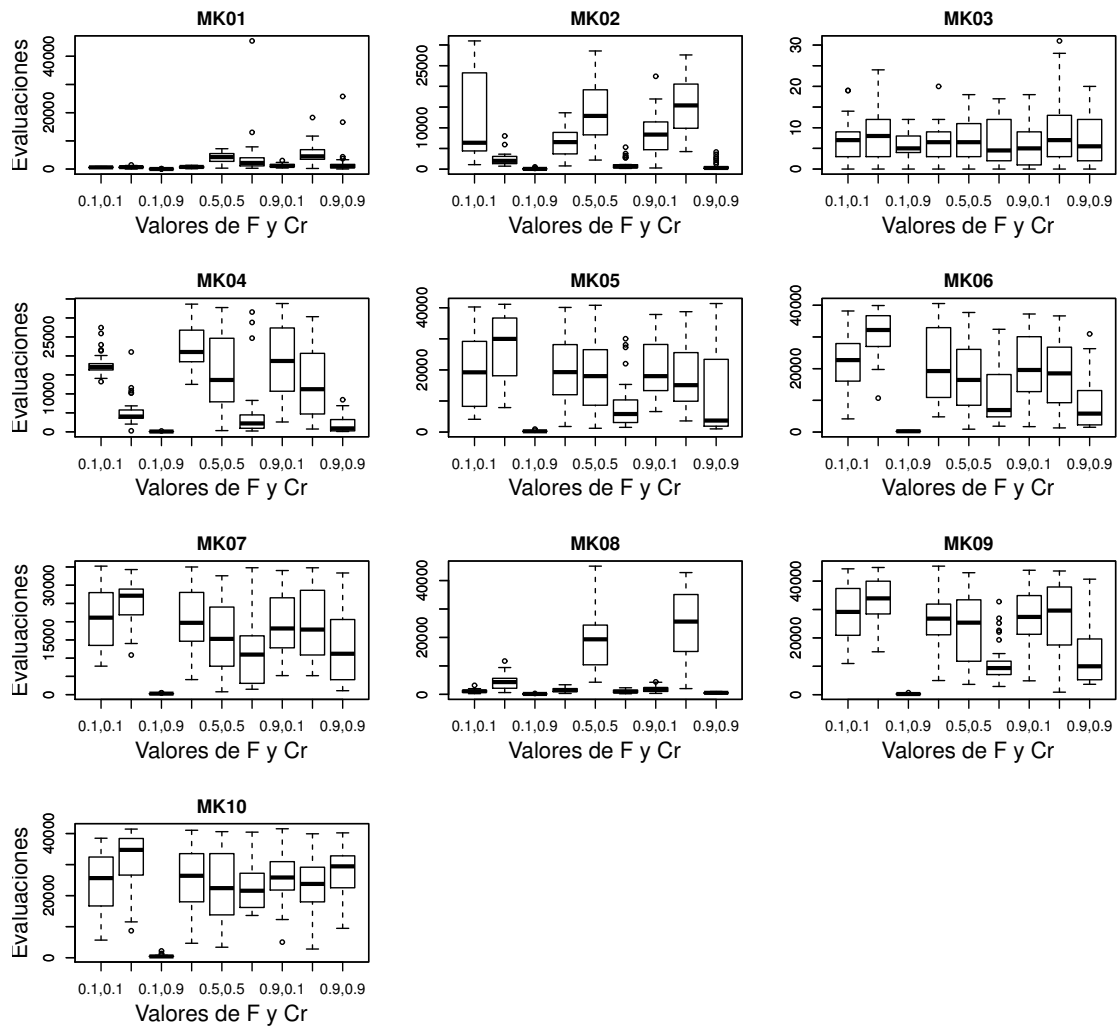 MK01
MK02
MK03
Evaluaciones
0 20000 40000
0 10000 25000
0 10 20 30
0.1,0.1 0.1,0.9 0.5,0.5 0.9,0.1 0.9,0.9
0.1,0.1 0.1,0.9 0.5,0.5 0.9,0.1 0.9,0.9
0.1,0.1 0.1,0.9 0.5,0.5 0.9,0.1 0.9,0.9
Valores de F y Cr
Valores de F y Cr
Valores de F y Cr
MK04
MK05
MK06
Evaluaciones
0 10000 25000
0 20000 40000
0 20000 40000
0.1,0.1 0.1,0.9 0.5,0.5 0.9,0.1 0.9,0.9
0.1,0.1 0.1,0.9 0.5,0.5 0.9,0.1 0.9,0.9
0.1,0.1 0.1,0.9 0.5,0.5 0.9,0.1 0.9,0.9
Valores de F y Cr
Valores de F y Cr
Valores de F y Cr
MK07
MK08
MK09
Evaluaciones
0 15000 30000
0 20000 40000
0 20000 40000
0.1,0.1 0.1,0.9 0.5,0.5 0.9,0.1 0.9,0.9
0.1,0.1 0.1,0.9 0.5,0.5 0.9,0.1 0.9,0.9
0.1,0.1 0.1,0.9 0.5,0.5 0.9,0.1 0.9,0.9
Valores de F y Cr
Valores de F y Cr
Valores de F y Cr
MK10
Evaluaciones
0 20000 40000
0.1,0.1 0.1,0.9 0.5,0.5 0.9,0.1 0.9,0.9
Valores de F y Cr